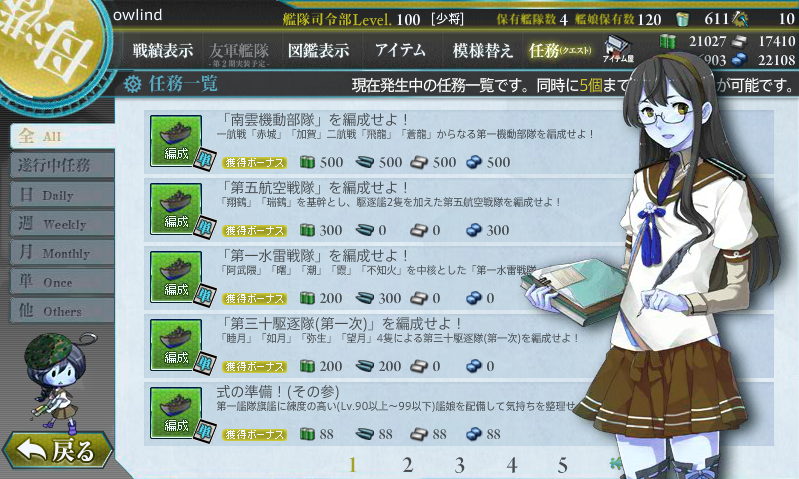 owlind
艦隊司令部Level. 100 [少将]
保有艦隊数 4 艦娘保有数 120
611
10
戦績表示
友軍艦隊
-第2期実装予定-
図鑑表示
アイテム
模様替え
任務(クエスト)
アイテム屋
21027
17410
6903
22108
任務一覧
現在発生中の任務一覧です。同時に5個ま
が可能です。
全 All
遂行中任務
日 Daily
週 Weekly
月 Monthly
単 Once
他 Others
戻る
「南雲機動部隊」を編成せよ!
一航戦「赤城」「加賀」二航戦「飛龍」「蒼龍」からなる第一機動部隊を編成せよ!
編成 単
獲得ボーナス 500 500 500 500
「第五航空戦隊」を編成せよ!
「翔鶴」「瑞鶴」を基幹とし、駆逐艦2隻を加えた第五航空戦隊を編成せよ!
編成 単
獲得ボーナス 300 0 0 300
「第一水雷戦隊」を編成せよ!
「阿武隈」「曙」「潮」「霞」「不知火」を中核とした「第一水雷戦隊
編成 単
獲得ボーナス 200 300 0 0
「第三十駆逐隊(第一次)」を編成せよ!
「睦月」「如月」「弥生」「望月」4隻による第三十駆逐隊(第一次)を編成せよ!
編成 単
獲得ボーナス 200 200 0 0
式の準備!(その参)
第一艦隊旗艦に練度の高い(Lv.90以上〜99以下)艦娘を配備して気持ちを整理せ
編成 単
獲得ボーナス 88 88 88 88
1 2 3 4 5